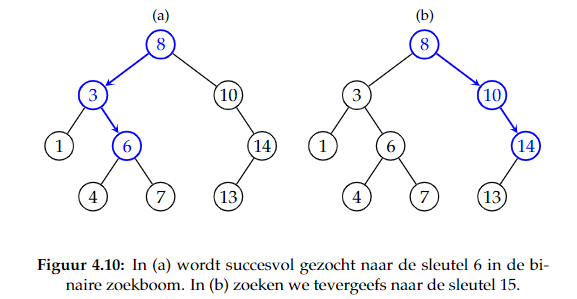 (a) (b)
8 8
3 10 3 10
1 6 14 1 6 14
4 7 13 4 7 13
Figuur 4.10: In (a) wordt succesvol gezocht naar de sleutel 6 in de bi-
naire zoekboom. In (b) zoeken we tevergeefs naar de sleutel 15.